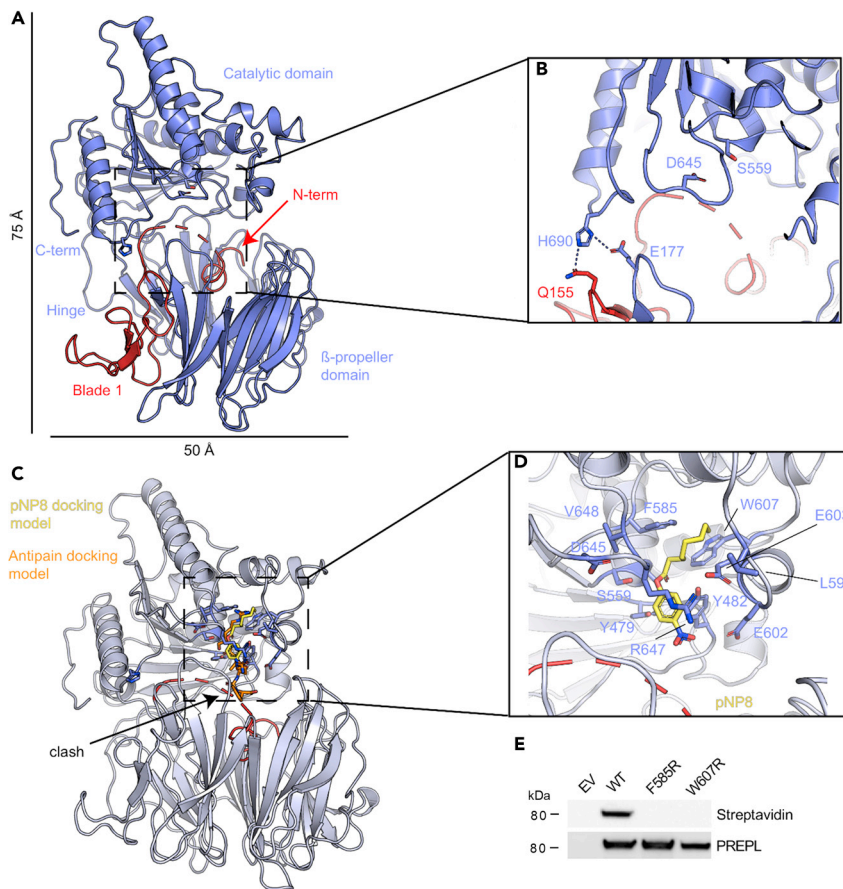 A
Catalytic domain
N-term
75 Å
C-term
Hinge
Blade 1
ß-propeller
domain
50 Å
B
D645
S559
H690
E177
Q155
C
pNP8 docking
model
Antipain docking
model
clash
D
V648
F585
W607
E603
D645
L59
S559
Y482
Y479
E602
R647
pNP8
E
EV
WT
F585R
W607R
kDa
80
Streptavidin
80
PREPL